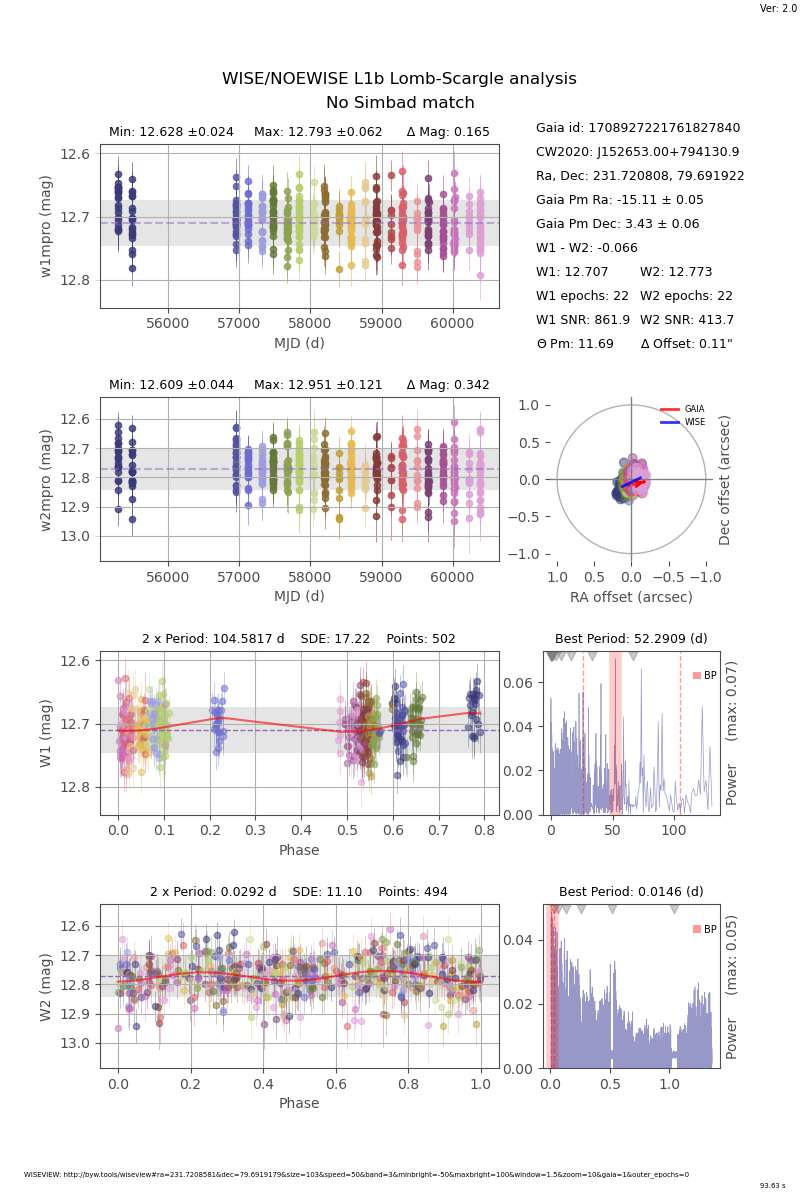 Ver: 2.0
WISE/NOEWISE L1b Lomb-Scargle analysis
No Simbad match
Min: 12.628 ±0.024 Max: 12.793 ±0.062 Δ Mag: 0.165
12.6
12.7
12.8
w1mpro (mag)
56000 57000 58000 59000 60000
MJD (d)
Gaia id: 1708927221761827840
CW2020: J152653.00+794130.9
Ra, Dec: 231.720808, 79.691922
Gaia Pm Ra: -15.11 ± 0.05
Gaia Pm Dec: 3.43 ± 0.06
W1 - W2: -0.066
W1: 12.707 W2: 12.773
W1 epochs: 22 W2 epochs: 22
W1 SNR: 861.9 W2 SNR: 413.7
Θ Pm: 11.69 Δ Offset: 0.11"
Min: 12.609 ±0.044 Max: 12.951 ±0.121 Δ Mag: 0.342
12.6
12.7
12.8
12.9
13.0
w2mpro (mag)
56000 57000 58000 59000 60000
MJD (d)
GAIA
WISE
1.0
0.5
0.0
−0.5
−1.0
1.0 0.5 0.0 −0.5 −1.0
RA offset (arcsec)
Dec offset (arcsec)
2 x Period: 104.5817 d SDE: 17.22 Points: 502
12.6
12.7
12.8
W1 (mag)
0.0 0.1 0.2 0.3 0.4 0.5 0.6 0.7 0.8
Phase
Best Period: 52.2909 (d)
BP
0.06
0.04
0.02
0.00
0 50 100
Power (max: 0.07)
2 x Period: 0.0292 d SDE: 11.10 Points: 494
12.6
12.7
12.8
12.9
13.0
W2 (mag)
0.0 0.2 0.4 0.6 0.8 1.0
Phase
Best Period: 0.0146 (d)
BP
0.04
0.02
0.00
0.0 0.5 1.0
Power (max: 0.05)
WISEVIEW: http://byw.tools/wiseview#ra=231.7208581&dec=79.6919179&size=103&speed=50&band=3&minbright=-50&maxbright=100&window=1.5&zoom=10&gaia=1&outer_epochs=0
93.63 s